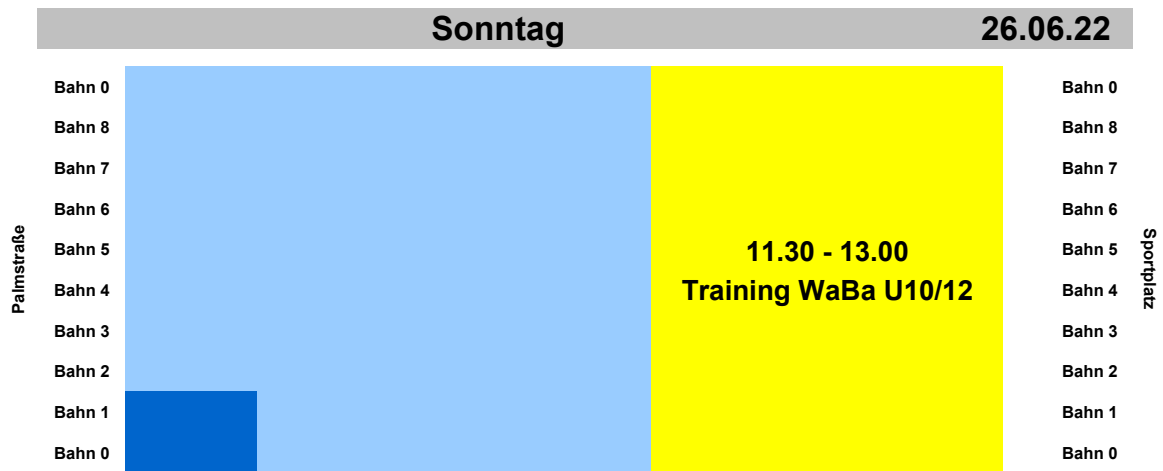 Sonntag 26.06.22
Bahn 0 Bahn 0
Bahn 8 Bahn 8
Bahn 7 Bahn 7
Bahn 6 Bahn 6
Palmstraße
Bahn 5 11.30 - 13.00 Bahn 5
Sportplatz
Bahn 4 Training WaBa U10/12 Bahn 4
Bahn 3 Bahn 3
Bahn 2 Bahn 2
Bahn 1 Bahn 1
Bahn 0 Bahn 0